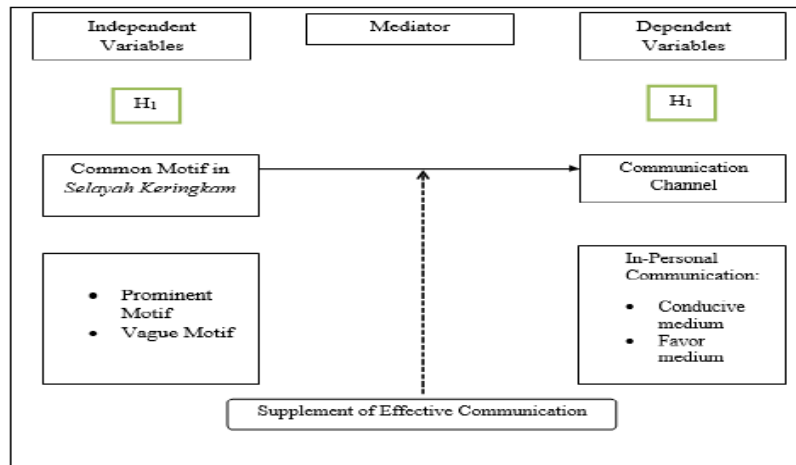 Independent
Variables
Mediator
Dependent
Variables
H₁
H₁
Common Motif in
Selayah Keringkam
Communication
Channel
• Prominent
Motif
• Vague Motif
In-Personal
Communication:
• Conducive
medium
• Favor
medium
Supplement of Effective Communication